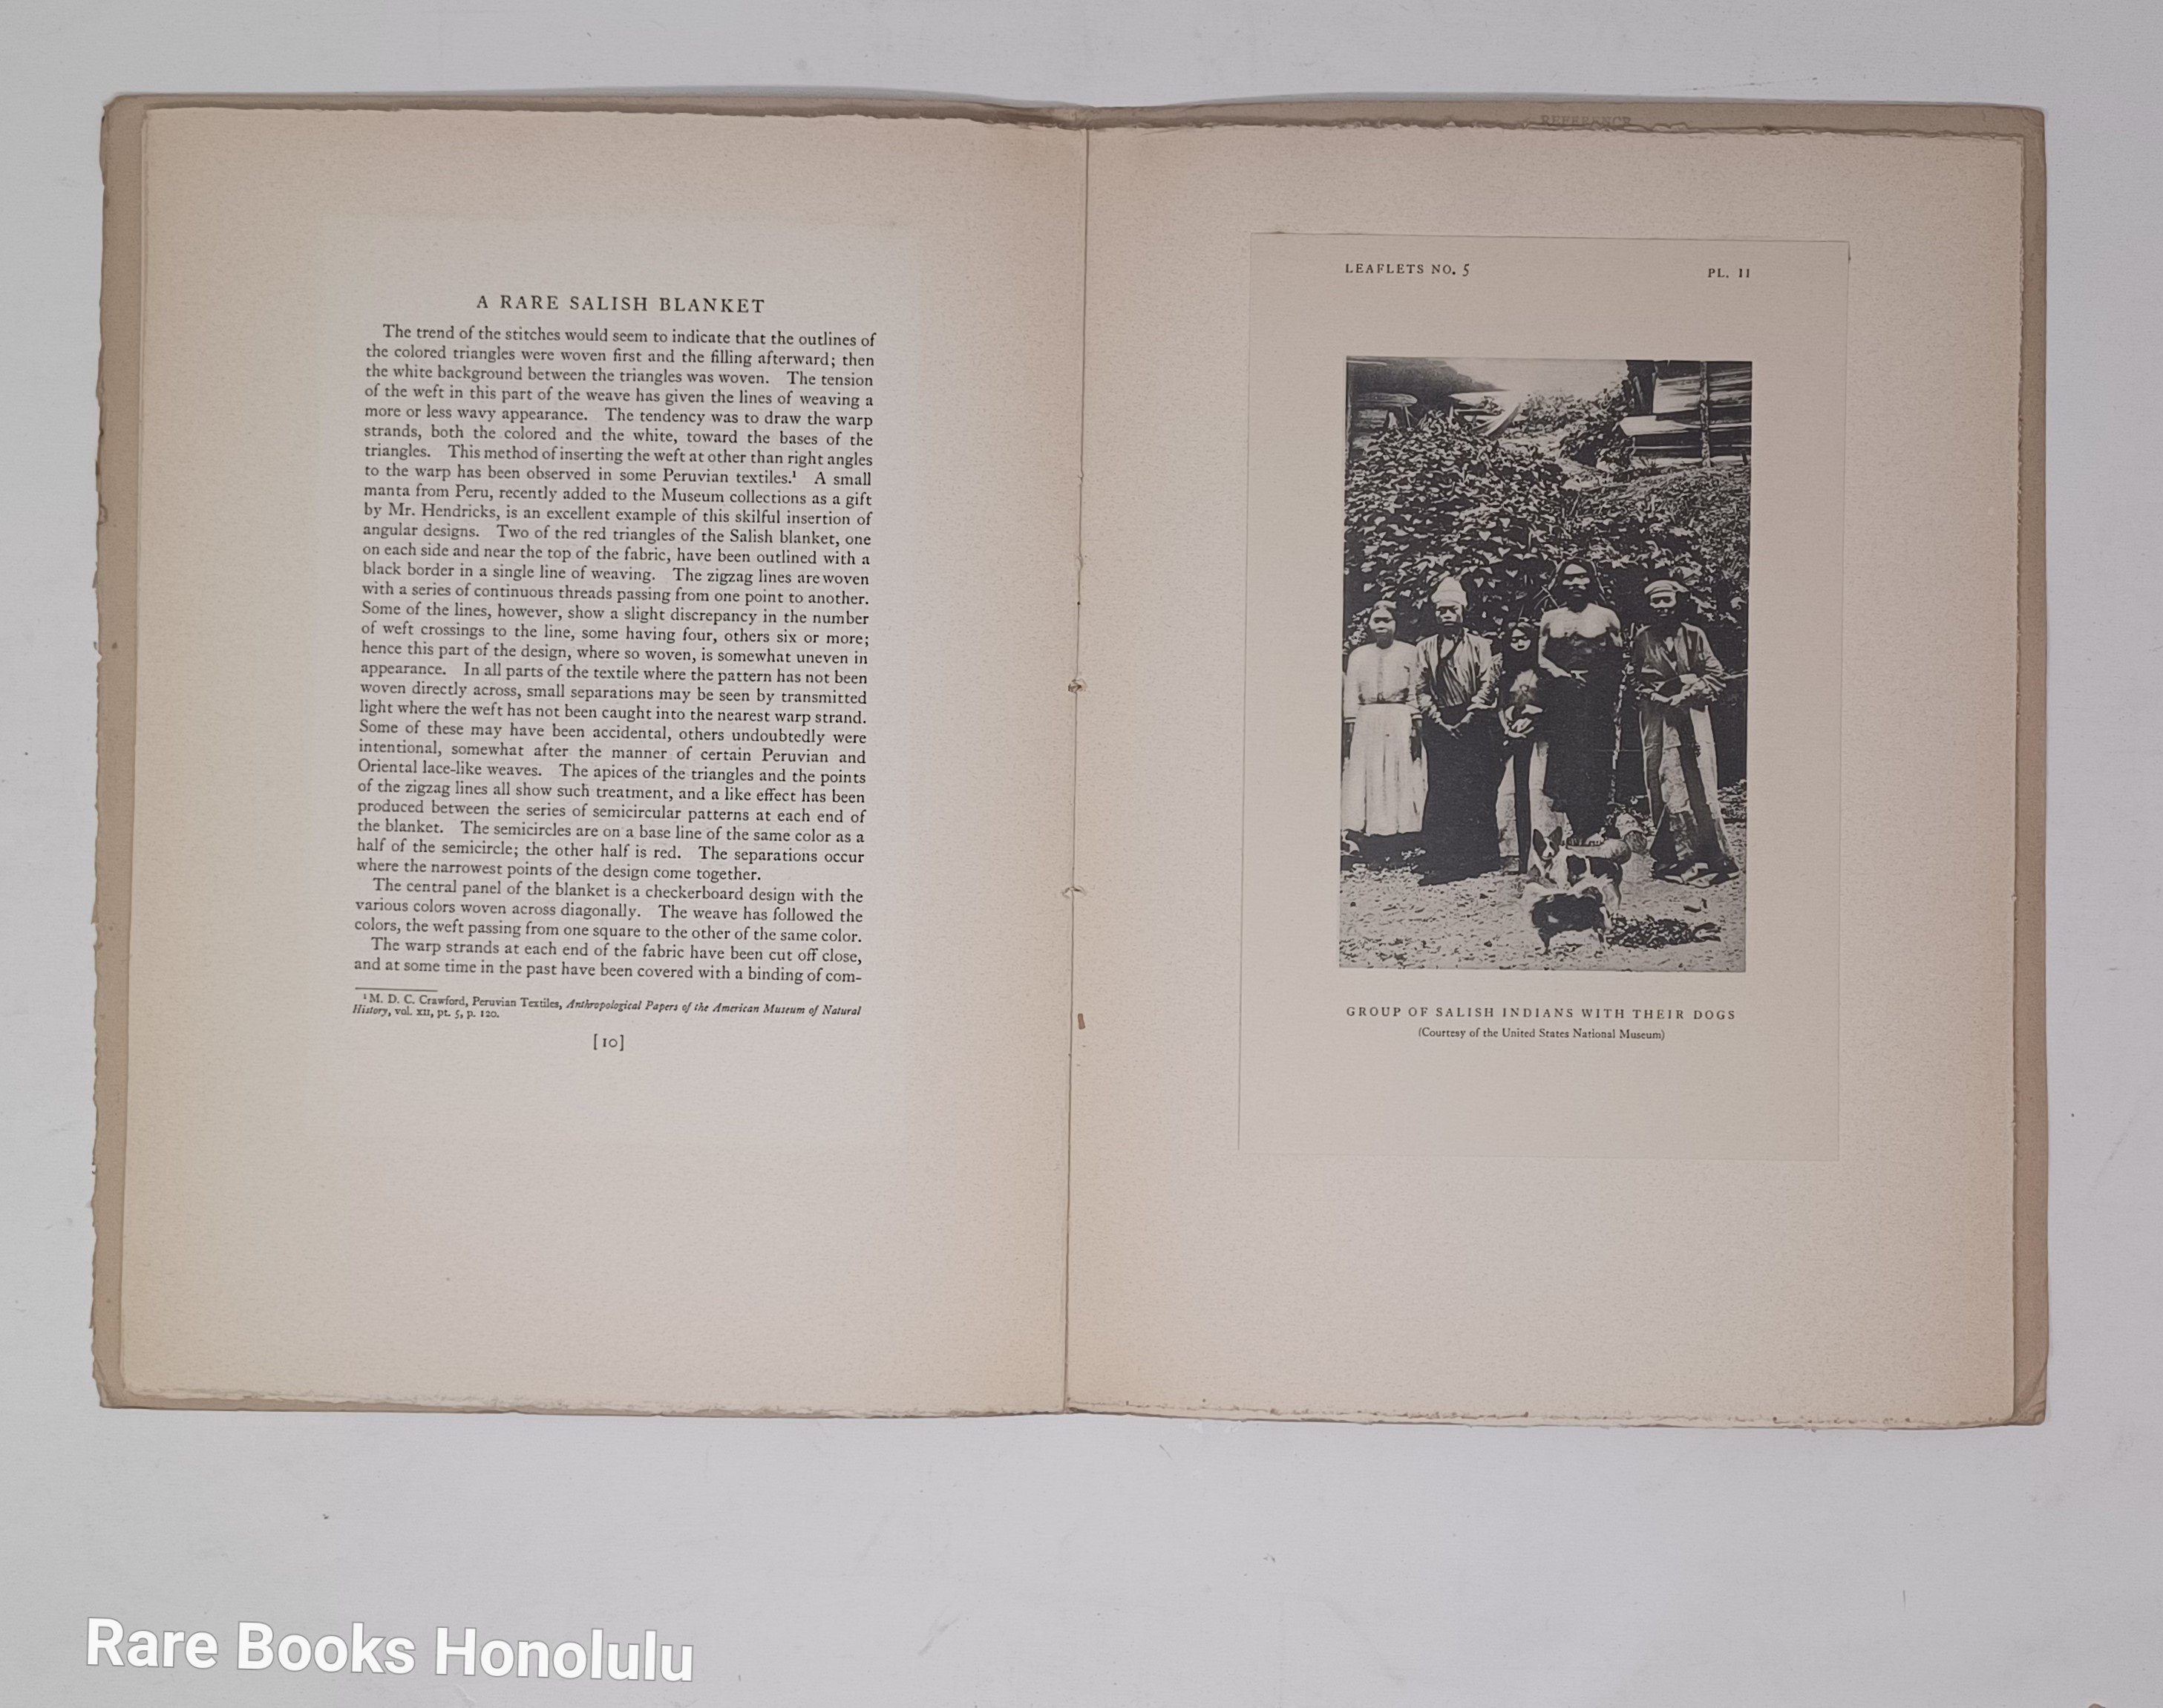 A RARE SALISH BLANKET
The trend of the stitches would seem to indicate that the outlines of
the colored triangles were woven first and the filling afterward; then
the white background between the triangles was woven. The tension
of the weft in this part of the weave has given the lines of weaving a
more or less wavy appearance. The tendency was to draw the warp
strands, both the colored and the white, toward the bases of the
triangles. This method of inserting the weft at other than right angles
to the warp has been observed in some Peruvian textiles.¹ A small
manta from Peru, recently added to the Museum collections as a gift
by Mr. Hendricks, is an excellent example of this skilful insertion of
angular designs. Two of the red triangles of the Salish blanket, one
on each side and near the top of the fabric, have been outlined with a
black border in a single line of weaving. The zigzag lines are woven
with a series of continuous threads passing from one point to another.
Some of the lines, however, show a slight discrepancy in the number
of weft crossings to the line, some having four, others six or more;
hence this part of the design, where so woven, is somewhat uneven in
appearance. In all parts of the textile where the pattern has not been
woven directly across, small separations may be seen by transmitted
light where the weft has not been caught into the nearest warp strand.
Some of these may have been accidental, others undoubtedly were
intentional, somewhat after the manner of certain Peruvian and
Oriental lace-like weaves. The apices of the triangles and the points
of the zigzag lines all show such treatment, and a like effect has been
produced between the series of semicircular patterns at each end of
the blanket. The semicircles are on a base line of the same color as a
half of the semicircle; the other half is red. The separations occur
where the narrowest points of the design come together.
The central panel of the blanket is a checkerboard design with the
various colors woven across diagonally. The weave has followed the
colors, the weft passing from one square to the other of the same color.
The warp strands at each end of the fabric have been cut off close,
and at some time in the past have been covered with a binding of com-
¹ M. D. C. Crawford, Peruvian Textiles, Anthropological Papers of the American Museum of Natural
History, vol. XII, pt. 5, p. 120.
[10]
REFERENCE
LEAFLETS NO. 5 PL. II
GROUP OF SALISH INDIANS WITH THEIR DOGS
(Courtesy of the United States National Museum)
Rare Books Honolulu